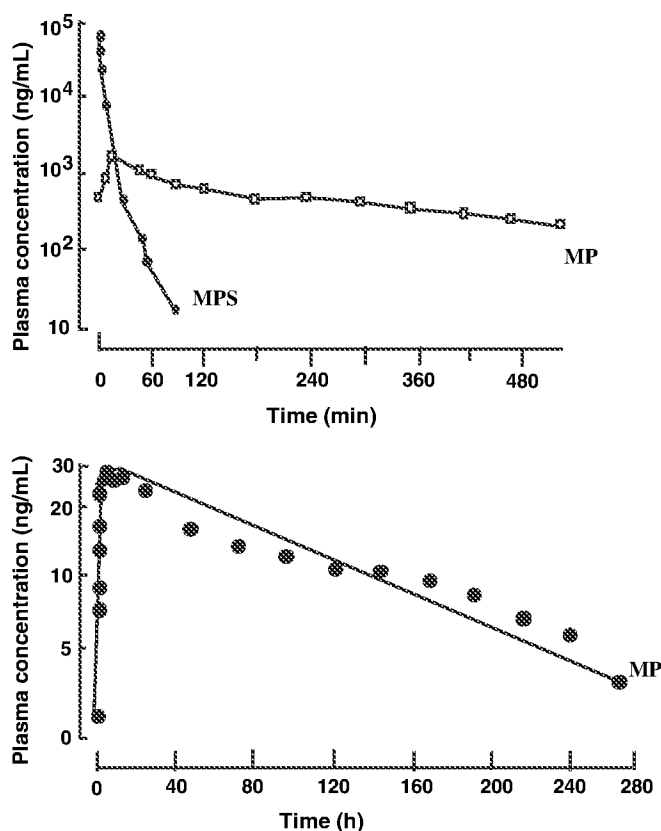 Plasma concentration (ng/mL)
10⁵
10⁴
10³
10²
10
MP
MPS
0 60 120 240 360 480
Time (min)
Plasma concentration (ng/mL)
30
20
10
5
0
MP
0 40 80 120 160 200 240 280
Time (h)